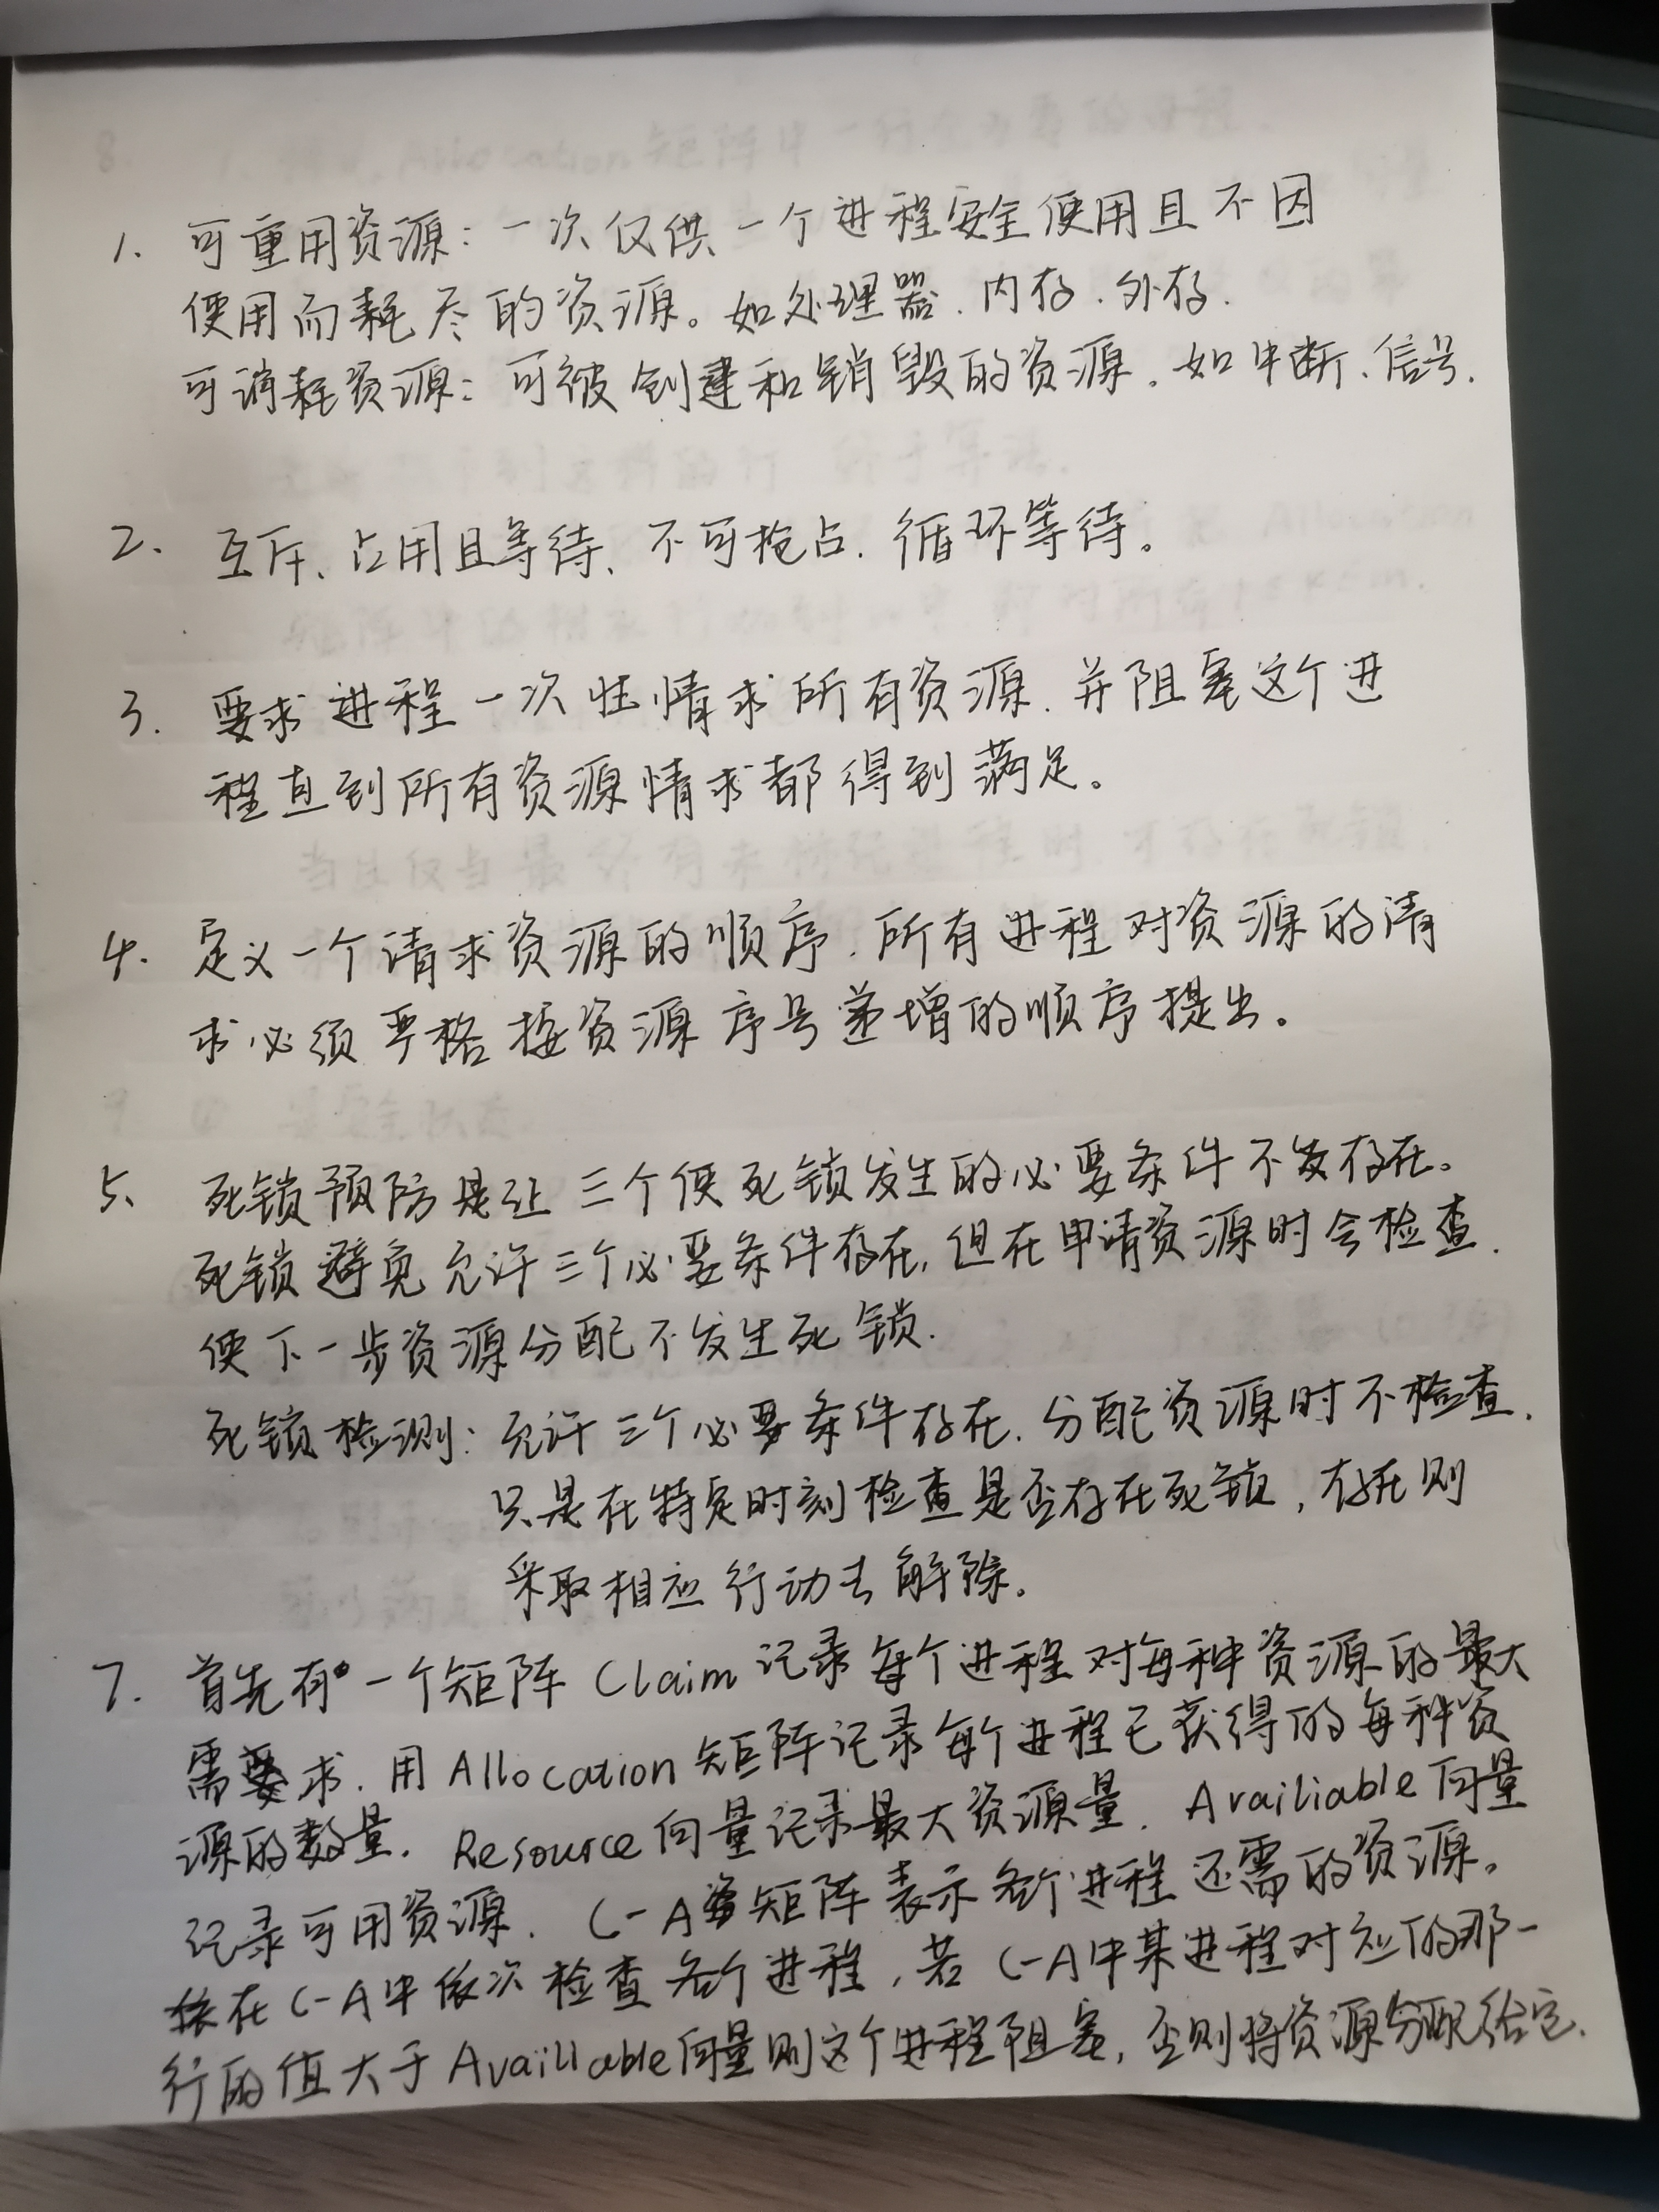 1. 可重用资源：一次仅供一个进程安全使用且不因
使用而耗尽的资源。如处理器、内存、外存.
可消耗资源：可被创建和销毁的资源。如中断、信号.
2. 互斥、占用且等待、不可抢占、循环等待。
3. 要求进程一次性情求所有资源，并阻塞这个进
程直到所有资源情求都得到满足。
4. 定义一个请求资源的顺序，所有进程对资源的请
求必须严格按资源序号递增的顺序提出。
5、 死锁预防是让三个使死锁发生的必要条件不发存在。
死锁避免允许三个必要条件存在，但在申请资源时会检查.
使下一步资源分配不发生死锁.
死锁检测：允许三个必要条件存在，分配资源时不检查.
只是在特定时刻检查是否存在死锁，存在则
采取相应行动去解除。
7. 首先有一个矩阵 Claim 记录每个进程对每种资源的最大
需求．用 Allocation 矩阵记录每个进程已获得的每种资
源的数量. Resource 向量记录最大资源量. Availiable 向量
记录可用资源. C-A 矩阵表示各个进程还需的资源。
在 C-A 中依次检查各个进程，若 C-A 中某进程对应的那一
行的值大于 Availlable 向量则这个进程阻塞，否则将资源分配给它.